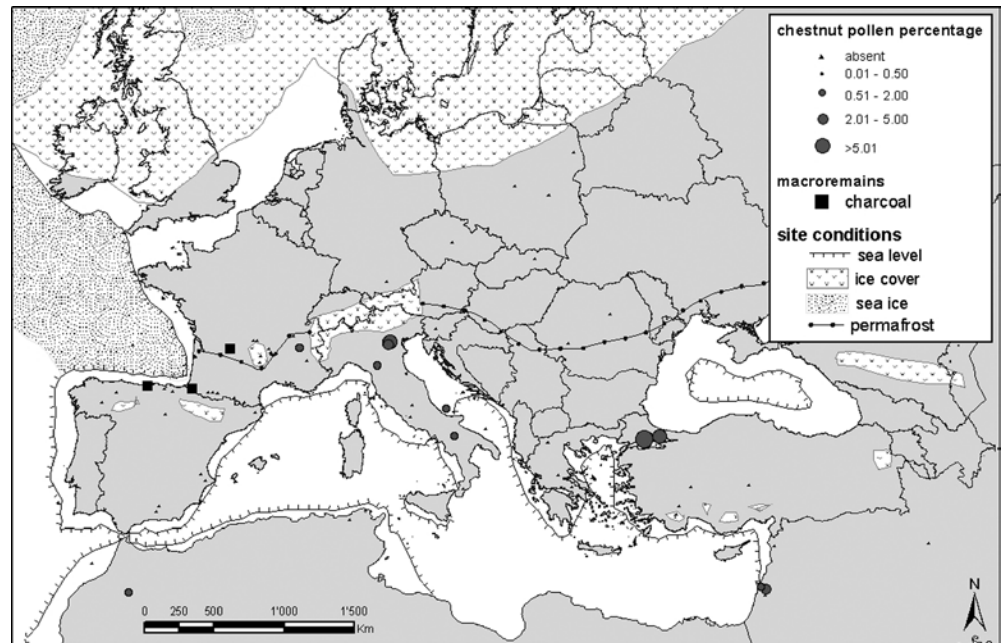 chestnut pollen percentage
absent
0.01 - 0.50
0.51 - 2.00
2.01 - 5.00
>5.01
macroremains
charcoal
site conditions
sea level
ice cover
sea ice
permafrost
0 250 500 1'000 1'500
Km
N